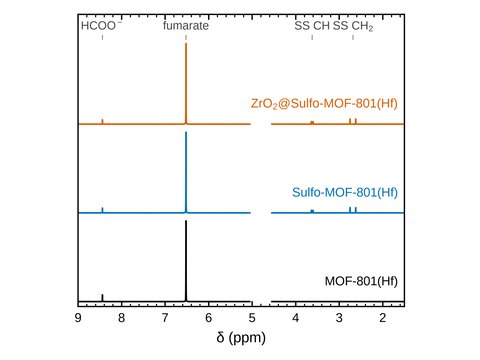 HCOO⁻ fumarate SS CH SS CH₂
ZrO₂@Sulfo-MOF-801(Hf)
Sulfo-MOF-801(Hf)
MOF-801(Hf)
9 8 7 6 5 4 3 2
δ (ppm)